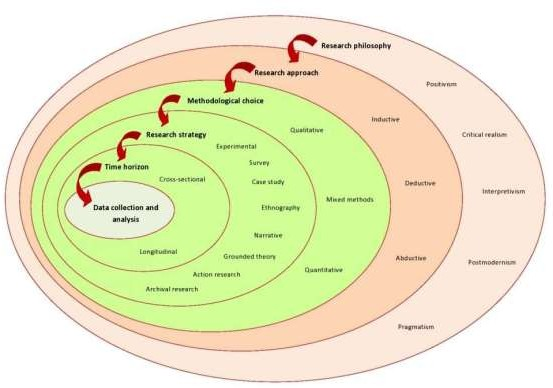 Research philosophy
Research approach
Positivism
Methodological choice
Inductive
Qualitative
Research strategy
Critical realism
Experimental
Survey
Time horizon
Cross-sectional
Case study
Deductive
Interpretivism
Mixed methods
Data collection and
analysis
Ethnography
Narrative
Longitudinal
Grounded theory
Abductive
Postmodernism
Quantitative
Action research
Archival research
Pragmatism